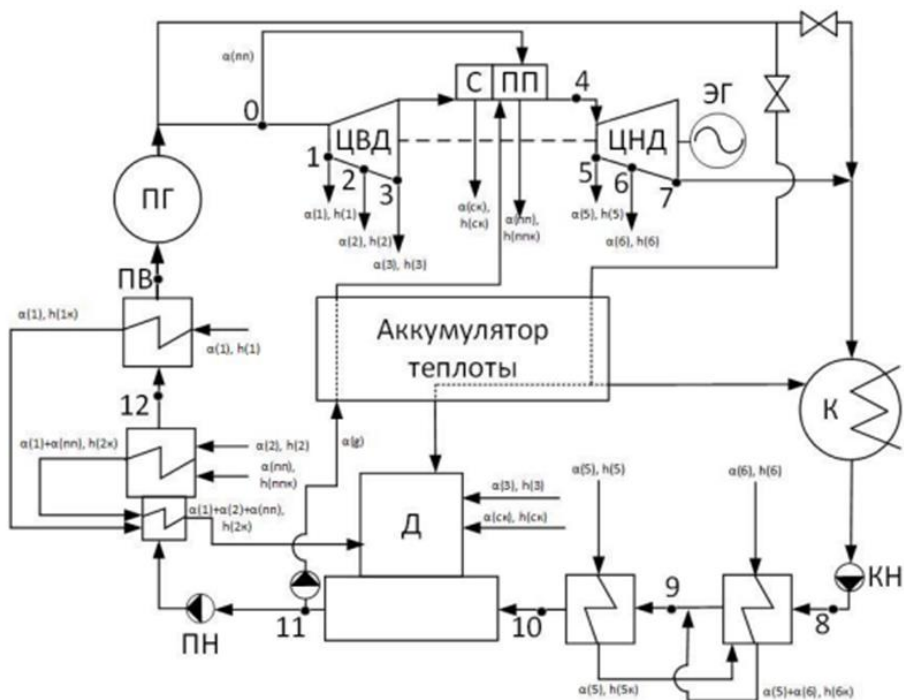 α(пп)
0
С
ПП
4
ЭГ
ЦВД
ЦНД
1
2
3
5
6
7
α(1), h(1)
α(2), h(2)
α(3), h(3)
α(ск),
h(ск)
α(пп),
h(ппк)
α(5), h(5)
α(6), h(6)
ПГ
ПВ
α(1), h(1к)
α(1), h(1)
Аккумулятор
теплоты
К
12
α(1)+α(пп), h(2к)
α(2), h(2)
α(пп),
h(ппк)
α(g)
α(1)+α(2)+α(пп),
h(2к)
Д
α(3), h(3)
α(ск), h(ск)
α(5), h(5)
α(6), h(6)
КН
ПН
11
10
9
8
α(5), h(5к)
α(5)+α(6), h(6к)